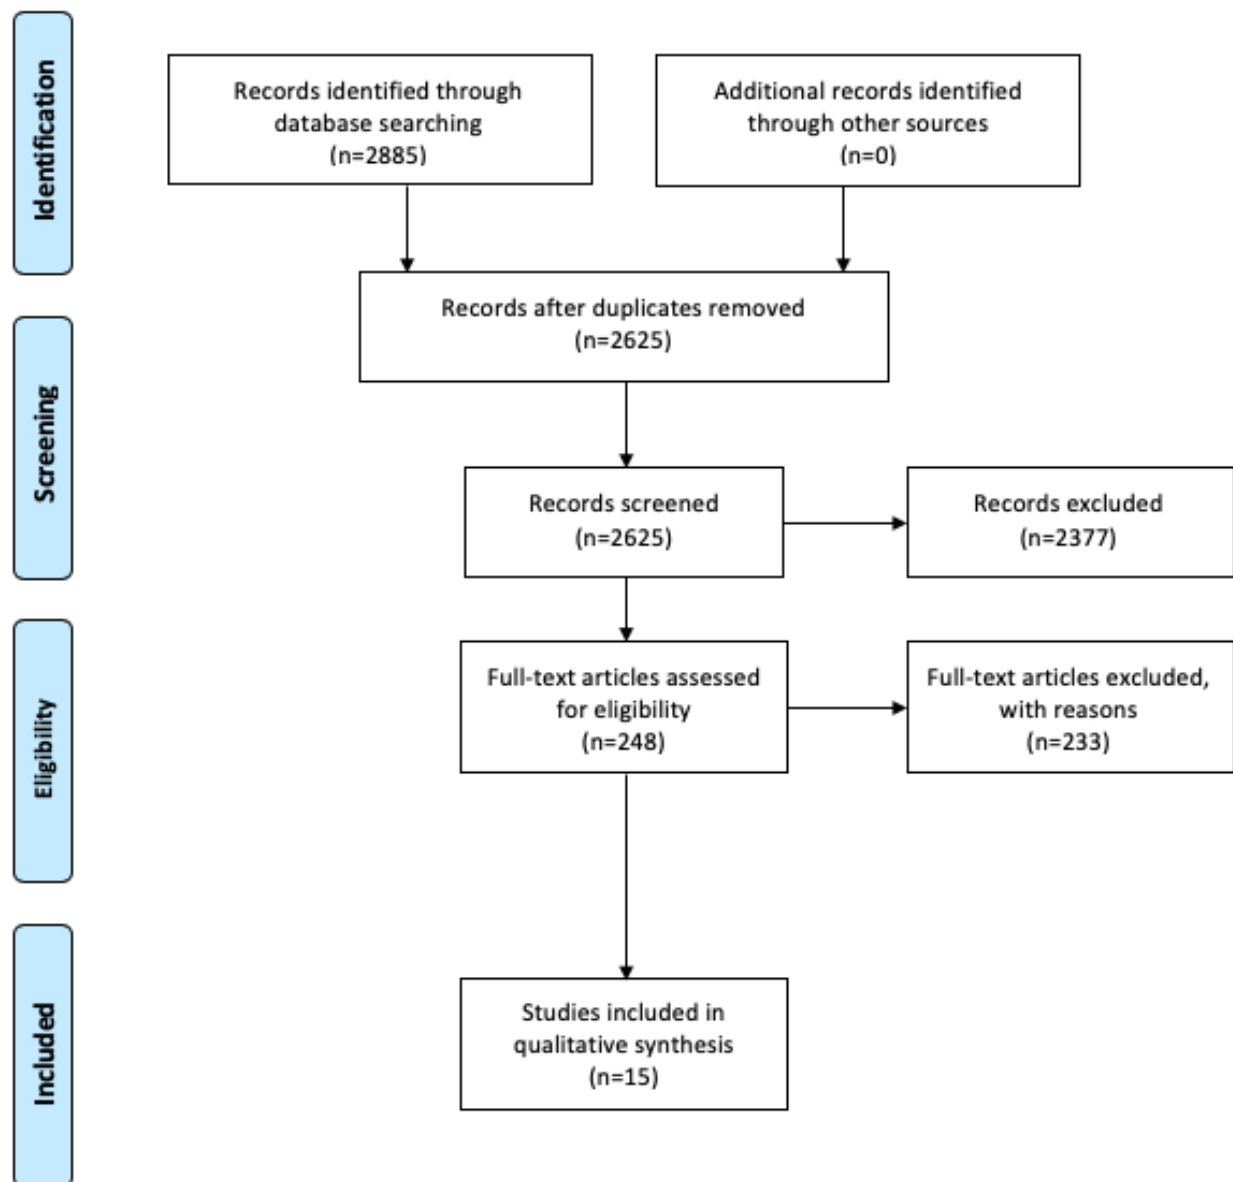 Identification
Records identified through
database searching
(n=2885)
Additional records identified
through other sources
(n=0)
Records after duplicates removed
(n=2625)
Screening
Records screened
(n=2625)
Records excluded
(n=2377)
Eligibility
Full-text articles assessed
for eligibility
(n=248)
Full-text articles excluded,
with reasons
(n=233)
Included
Studies included in
qualitative synthesis
(n=15)